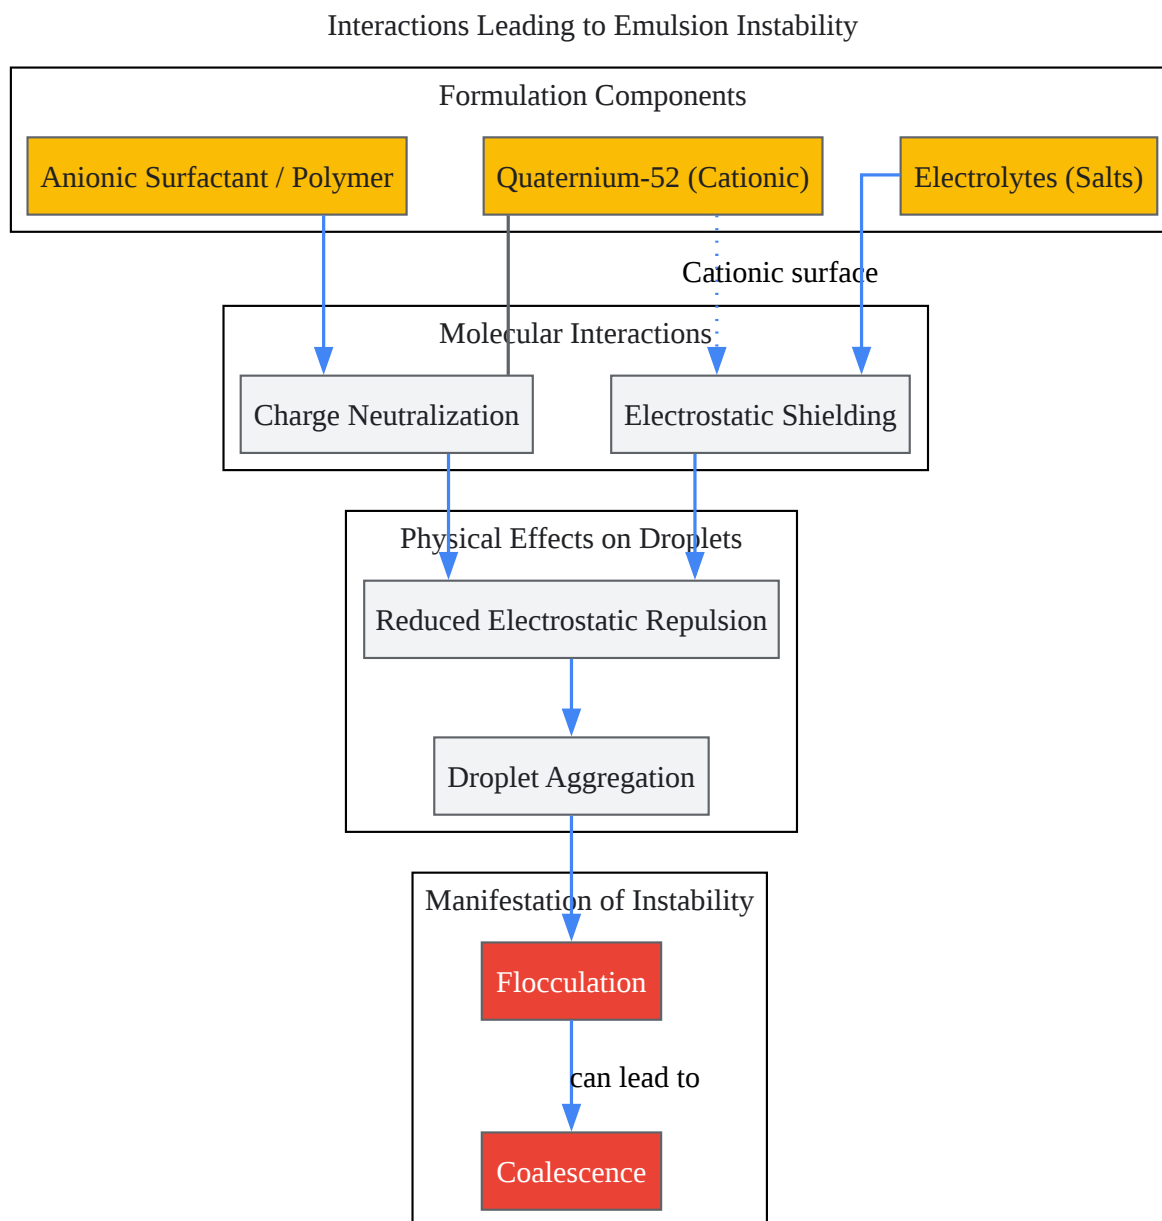 Interactions Leading to Emulsion Instability
Formulation Components
Anionic Surfactant / Polymer
Quaternium-52 (Cationic)
Electrolytes (Salts)
Cationic surface
Molecular Interactions
Charge Neutralization
Electrostatic Shielding
Physical Effects on Droplets
Reduced Electrostatic Repulsion
Droplet Aggregation
Manifestation of Instability
Flocculation
can lead to
Coalescence